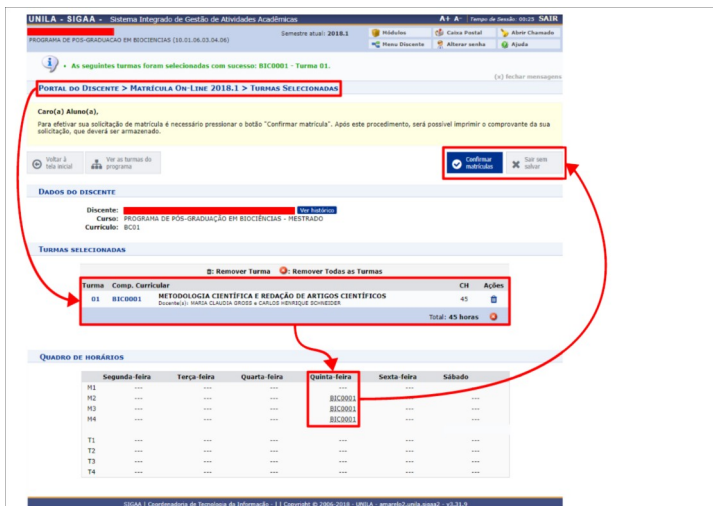 UNILA - SIGAA - Sistema Integrado de Gestão de Atividades Acadêmicas A+ A- Tempo de Sessão: 00:25 SAIR
PROGRAMA DE PÓS-GRADUAÇÃO EM BIOCIÊNCIAS (10.01.06.03.04.06)
Semestre atual: 2018.1
Módulos Caixa Postal Abrir Chamado
Menu Discente Alterar senha Ajuda
• As seguintes turmas foram selecionadas com sucesso: BIC0001 - Turma 01.
(x) fechar mensagens
PORTAL DO DISCENTE > MATRÍCULA ON-LINE 2018.1 > TURMAS SELECIONADAS
Caro(a) Aluno(a),
Para efetivar sua solicitação de matrícula é necessário pressionar o botão "Confirmar matrícula". Após este procedimento, será possível imprimir o comprovante da sua
solicitação, que deverá ser armazenado.
Voltar à tela inicial
Ver as turmas do programa
Confirmar matrículas
Sair sem salvar
DADOS DO DISCENTE
Discente: Ver histórico
Curso: PROGRAMA DE PÓS-GRADUAÇÃO EM BIOCIÊNCIAS - MESTRADO
Currículo: BC01
TURMAS SELECIONADAS
: Remover Turma : Remover Todas as Turmas
Turma Comp. Curricular CH Ações
01 BIC0001 METODOLOGIA CIENTÍFICA E REDAÇÃO DE ARTIGOS CIENTÍFICOS 45
Docente(s): MARIA CLAUDIA GROSS e CARLOS HENRIQUE SCHNEIDER
Total: 45 horas
QUADRO DE HORÁRIOS
Segunda-feira Terça-feira Quarta-feira Quinta-feira Sexta-feira Sábado
M1 --- --- --- --- --- ---
M2 --- --- --- BIC0001 --- ---
M3 --- --- --- BIC0001 --- ---
M4 --- --- --- BIC0001 --- ---
T1 --- --- --- --- --- ---
T2 --- --- --- --- --- ---
T3 --- --- --- --- --- ---
T4 --- --- --- --- --- ---
SIGAA | Coordenadoria de Tecnologia da Informação - | | Copyright © 2006-2018 - UNILA - amarelo2.unila.sigaa2 - v3.21.9